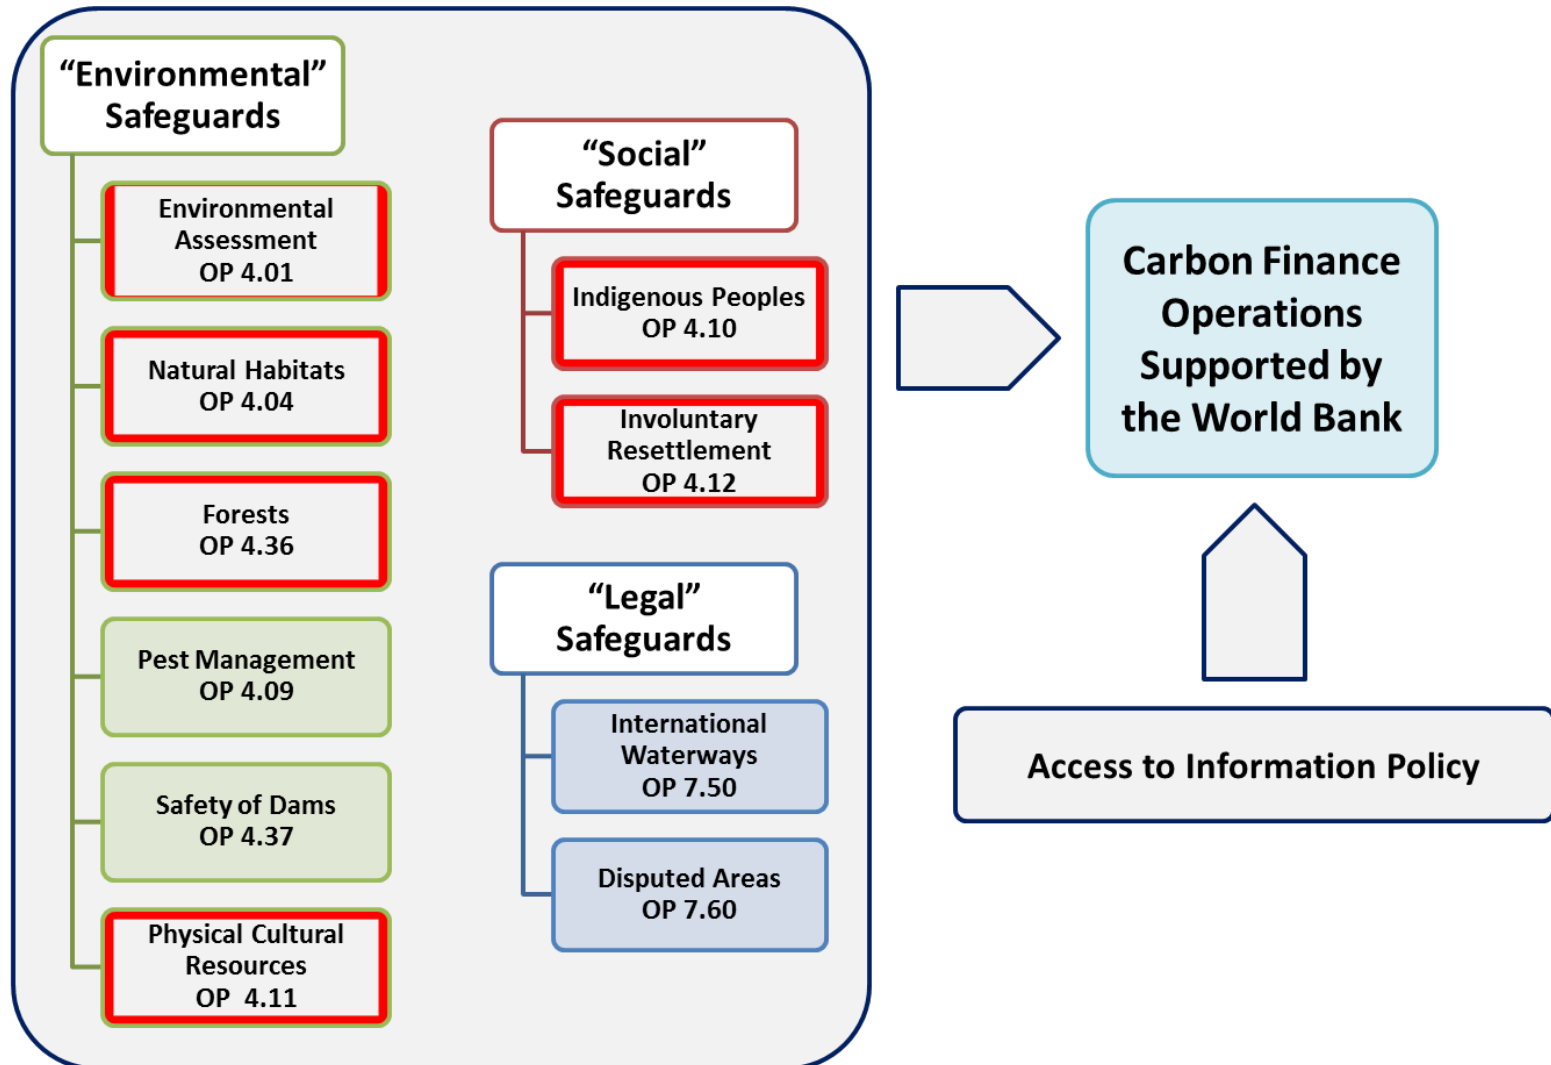 “Environmental”
Safeguards
Environmental
Assessment
OP 4.01
Natural Habitats
OP 4.04
Forests
OP 4.36
Pest Management
OP 4.09
Safety of Dams
OP 4.37
Physical Cultural
Resources
OP 4.11
“Social”
Safeguards
Indigenous Peoples
OP 4.10
Involuntary
Resettlement
OP 4.12
“Legal”
Safeguards
International
Waterways
OP 7.50
Disputed Areas
OP 7.60
Carbon Finance
Operations
Supported by
the World Bank
Access to Information Policy